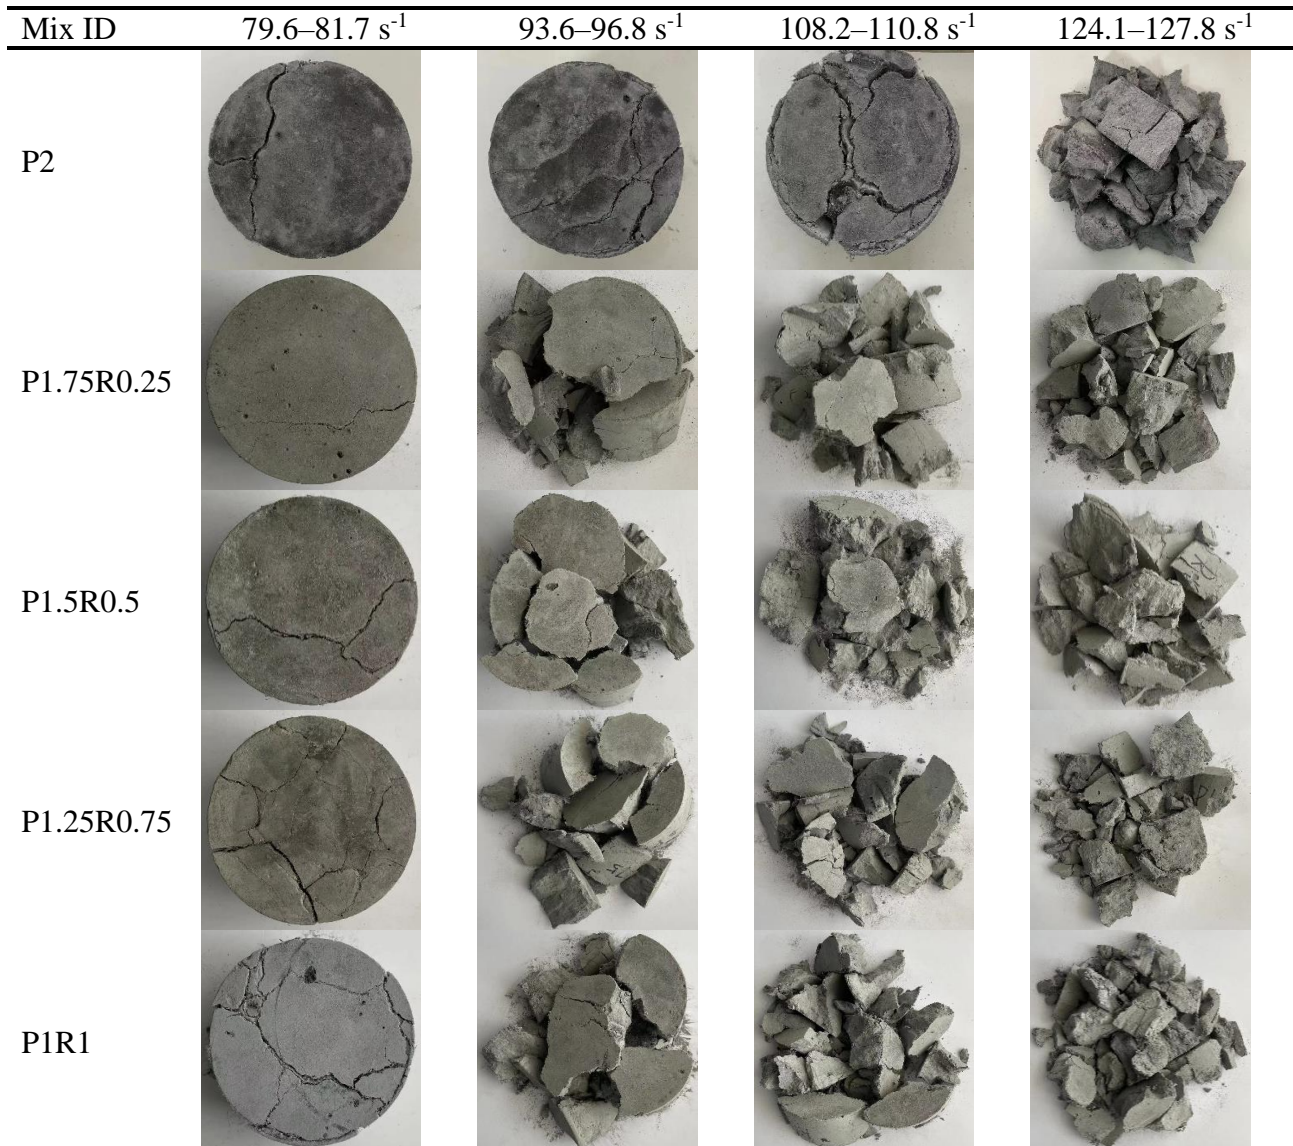 Mix ID 79.6–81.7 s⁻¹ 93.6–96.8 s⁻¹ 108.2–110.8 s⁻¹ 124.1–127.8 s⁻¹
P2
P1.75R0.25
P1.5R0.5
P1.25R0.75
P1R1